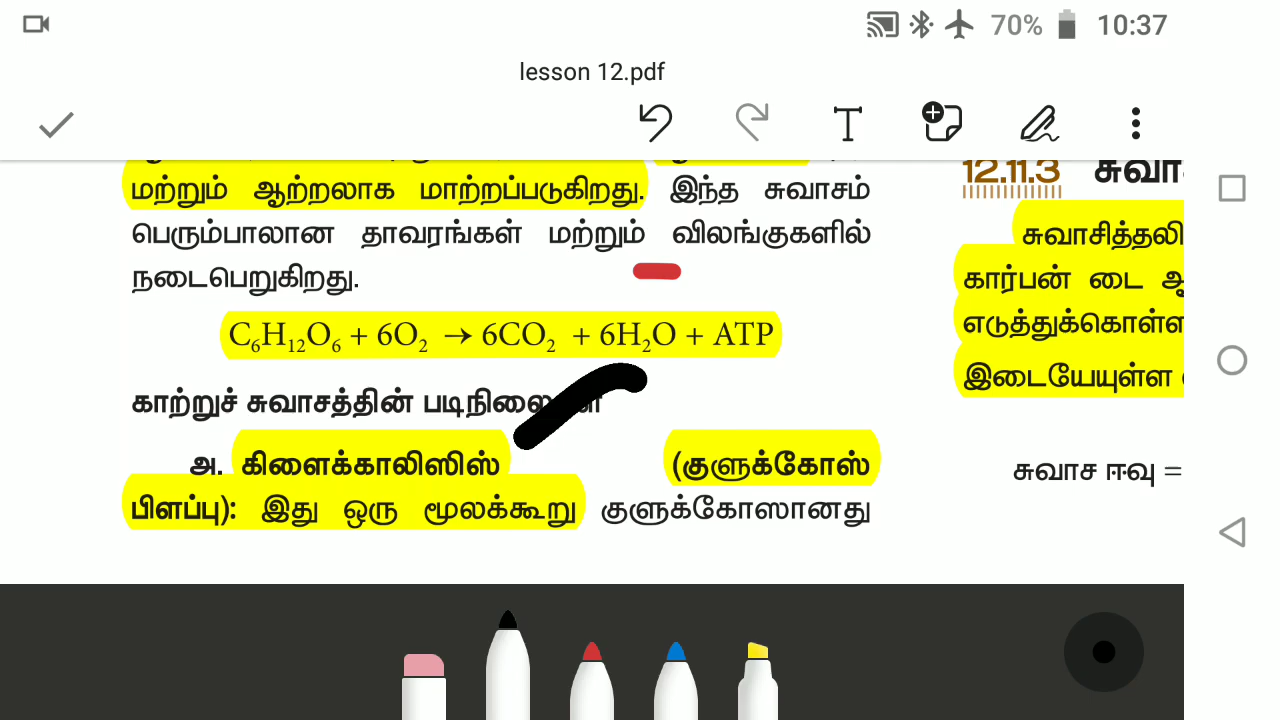 70% 10:37
lesson 12.pdf
மற்றும் ஆற்றலாக மாற்றப்படுகிறது. இந்த சுவாசம்
பெரும்பாலான தாவரங்கள் மற்றும் விலங்குகளில்
நடைபெறுகிறது.
C₆H₁₂O₆ + 6O₂ → 6CO₂ + 6H₂O + ATP
காற்றுச் சுவாசத்தின்
அ. கிளைக்காலிஸிஸ் (குளுக்கோஸ்
பிளப்பு): இது ஒரு மூலக்கூறு குளுக்கோஸானது
12.11.3 சுவா
சுவாசித்தலி
கார்பன் டை ஆ
எடுத்துக்கொள்ள
இடையேயுள்ள
சுவாச ஈவு =